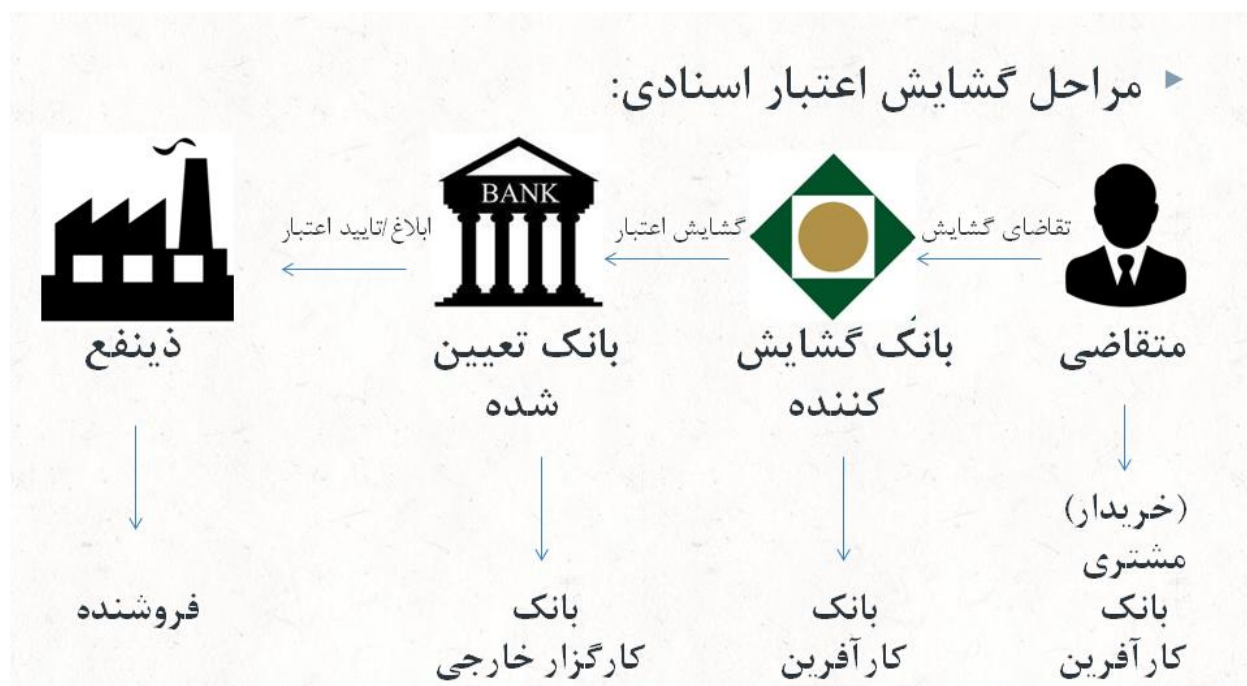 مراحل گشایش اعتبار اسنادی:
تقاضای گشایش
گشایش اعتبار
BANK
ابلاغ/تایید اعتبار
متقاضی
بانک گشایش
کننده
بانک تعیین
شده
ذینفع
(خریدار)
مشتری
بانک
کارآفرین
بانک
کارآفرین
بانک
کارگزار خارجی
فروشنده